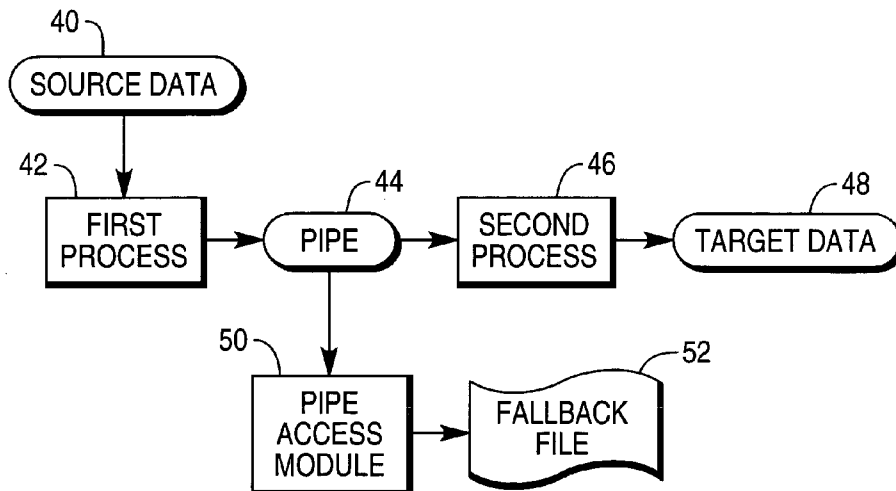 40
SOURCE DATA
42
FIRST
PROCESS
44
PIPE
46
SECOND
PROCESS
48
TARGET DATA
50
PIPE
ACCESS
MODULE
52
FALLBACK
FILE